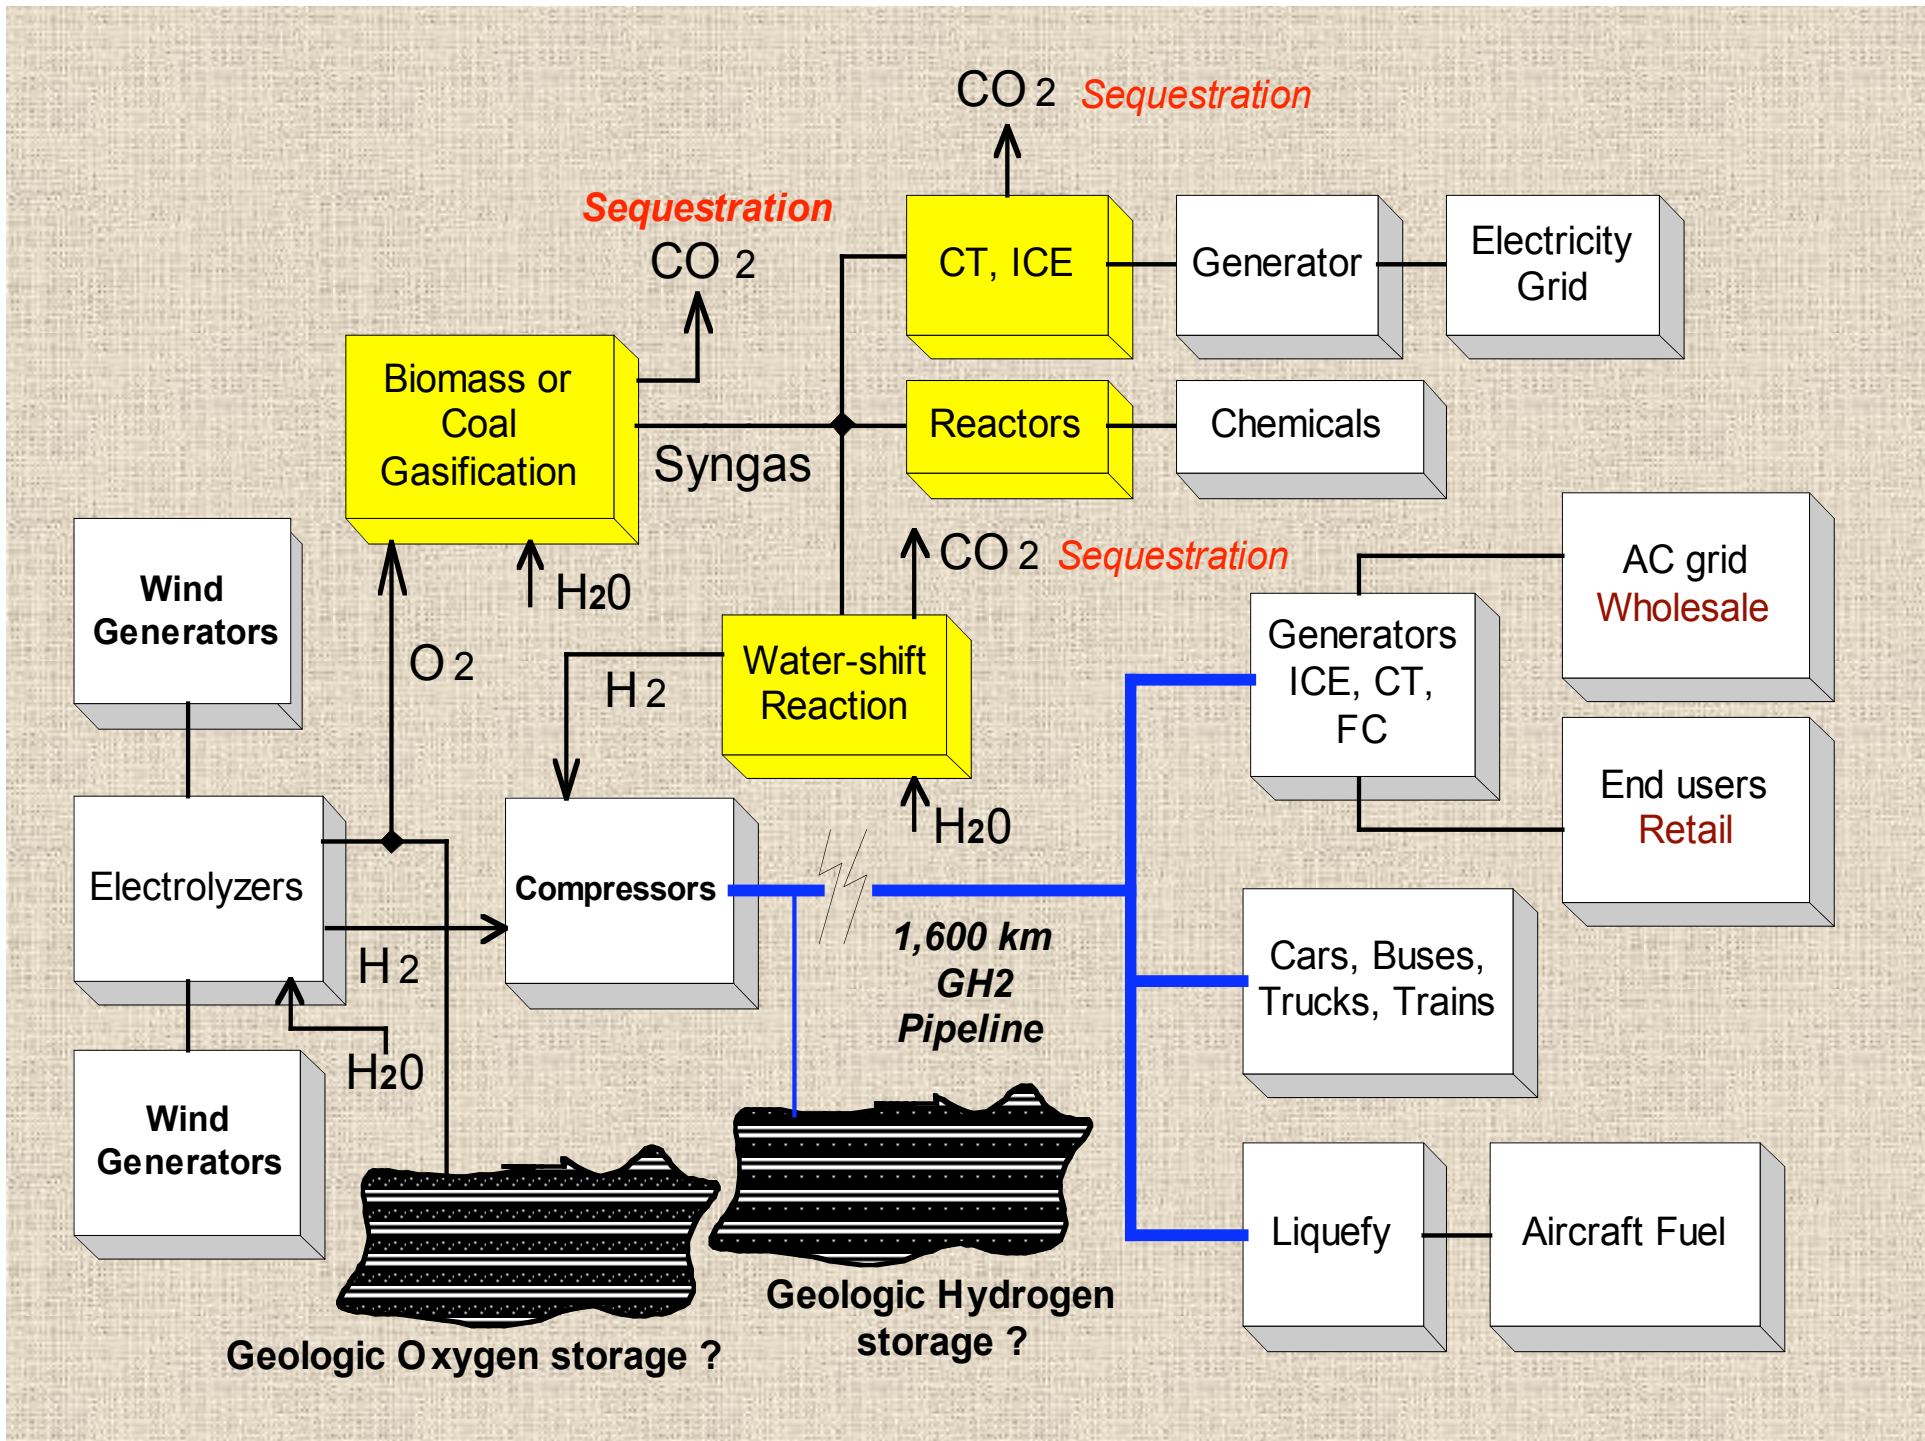 CO 2 Sequestration
Sequestration
CO 2
CT, ICE
Generator
Electricity
Grid
Biomass or
Coal
Gasification
Syngas
Reactors
Chemicals
Wind
Generators
H20
O 2
CO 2 Sequestration
H 2
Water-shift
Reaction
H20
Generators
ICE, CT,
FC
AC grid
Wholesale
End users
Retail
Electrolyzers
H 2
H20
Compressors
1,600 km
GH2
Pipeline
Cars, Buses,
Trucks, Trains
Wind
Generators
Liquefy
Aircraft Fuel
Geologic Oxygen storage ?
Geologic Hydrogen
storage ?